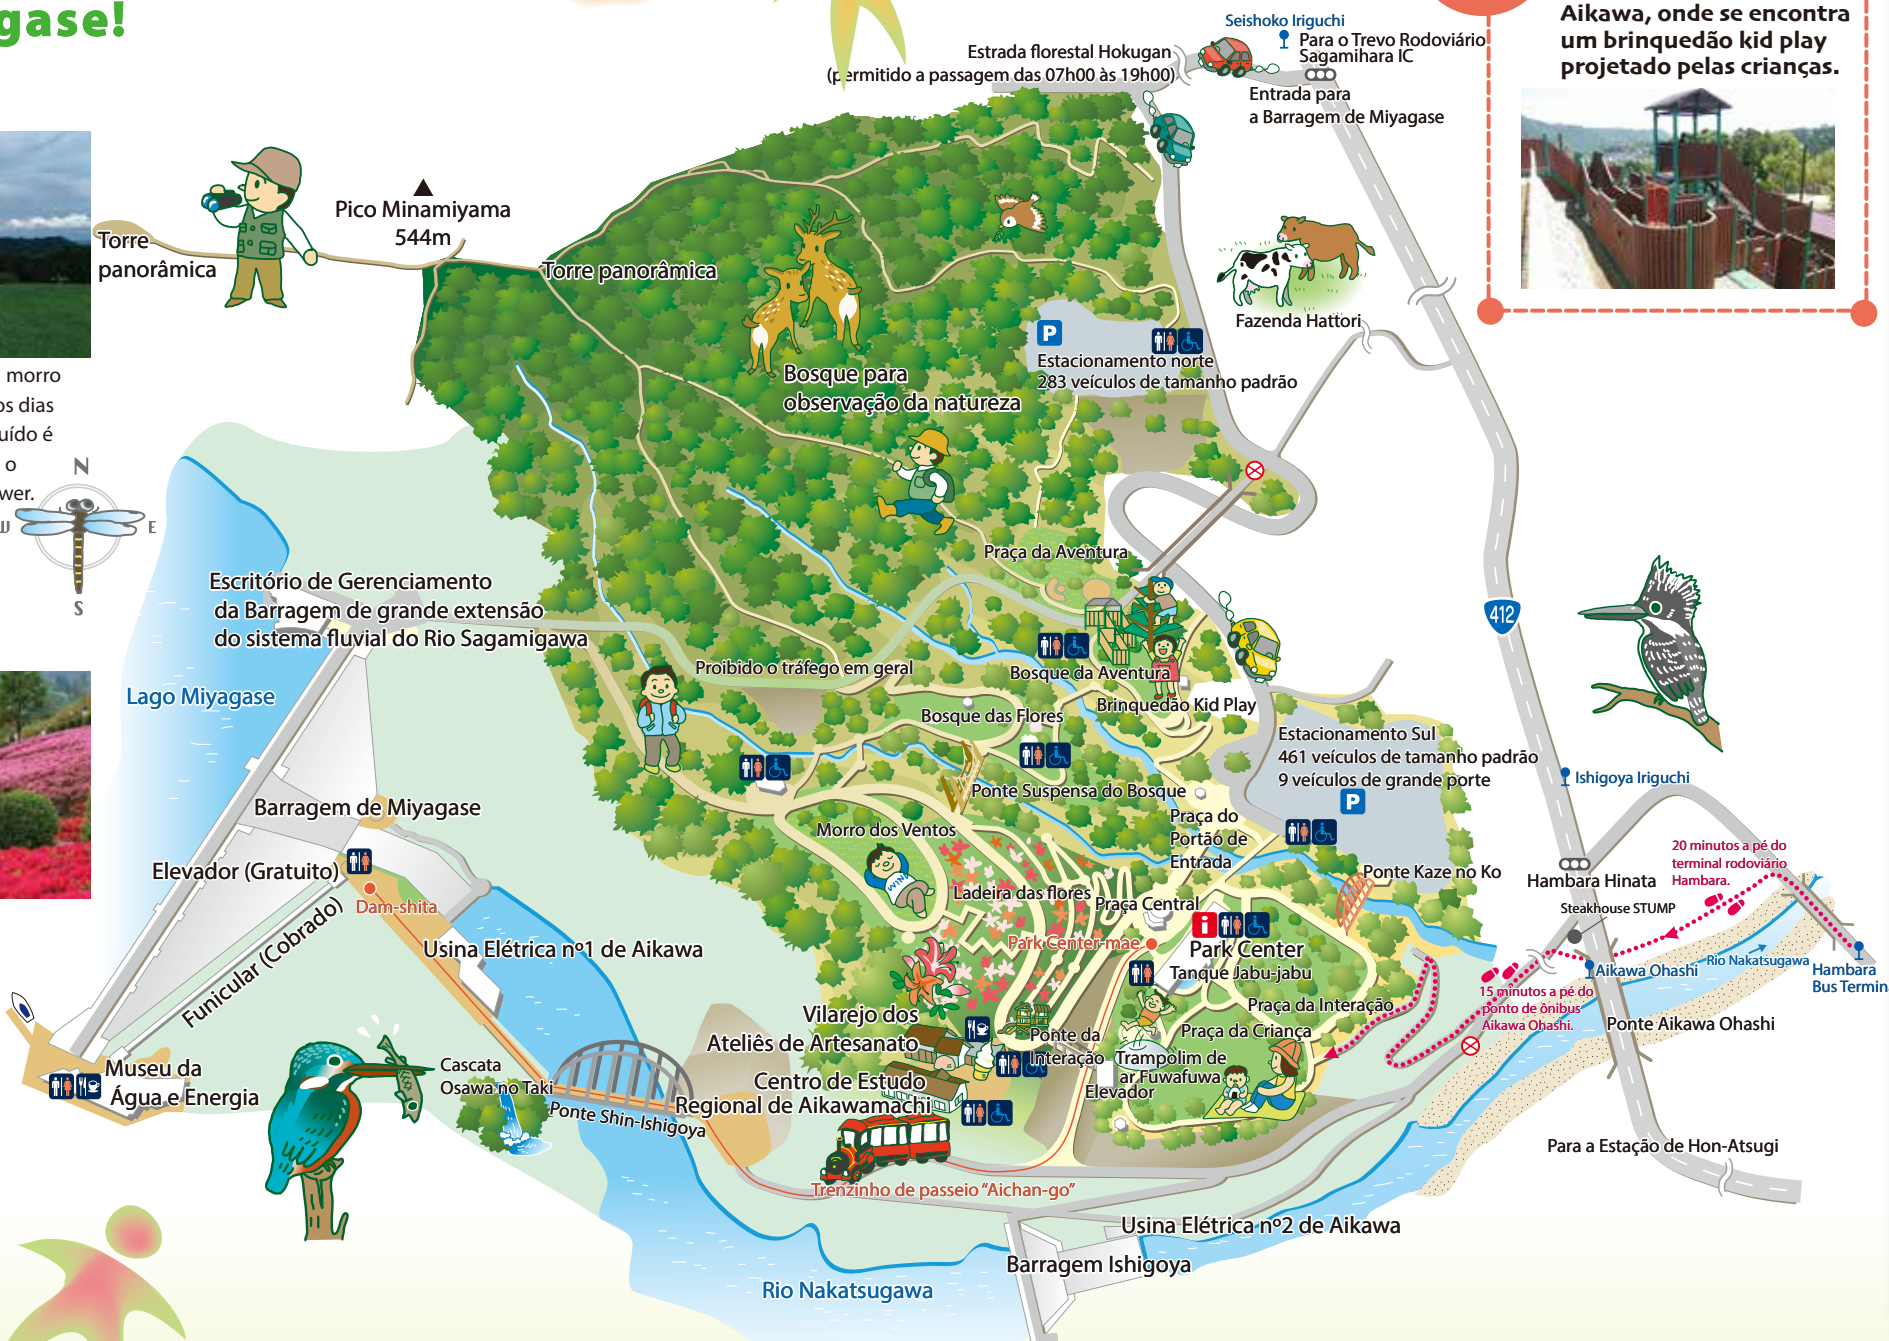 gase!
Aikawa, onde se encontra
um brinquedão kid play
projetado pelas crianças.
Seishoko Iriguchi
Para o Trevo Rodoviário
Sagamihara IC
Estrada florestal Hokugan
(permitido a passagem das 07h00 às 19h00)
Entrada para
a Barragem de Miyagase
Pico Minamiyama
544m
Torre
panorâmica
Torre panorâmica
Fazenda Hattori
P
Estacionamento norte
283 veículos de tamanho padrão
Bosque para
observação da natureza
morro
os dias
uído é
o
wer.
N
W
E
S
Praça da Aventura
Escritório de Gerenciamento
da Barragem de grande extensão
do sistema fluvial do Rio Sagamigawa
412
Proibido o tráfego em geral
Bosque da Aventura
Lago Miyagase
Brinquedão Kid Play
Bosque das Flores
Estacionamento Sul
461 veículos de tamanho padrão
9 veículos de grande porte
P
Ishigoya Iriguchi
Ponte Suspensa do Bosque
Barragem de Miyagase
Praça do
Portão de
Entrada
Morro dos Ventos
WIND
Elevador (Gratuito)
Ponte Kaze no Ko
20 minutos a pé do
terminal rodoviário
Hambara.
Hambara Hinata
Steakhouse STUMP
Ladeira das flores
Praça Central
Dam-shita
Funicular (Cobrado)
Usina Elétrica nº1 de Aikawa
Park Center-mae
i
Park Center
Tanque Jabu-jabu
Aikawa Ohashi
Rio Nakatsugawa
Hambara
Bus Termin
15 minutos a pé do
ponto de ônibus
Aikawa Ohashi.
Praça da Interação
Vilarejo dos
Ateliês de Artesanato
Praça da Criança
Ponte da
Interação
Ponte Aikawa Ohashi
Trampolim de
ar Fuwafuwa
Elevador
Museu da
Água e Energia
Cascata
Osawa no Taki
Centro de Estudo
Regional de Aikawamachi
Ponte Shin-Ishigoya
Para a Estação de Hon-Atsugi
Trenzinho de passeio “Aichan-go”
Usina Elétrica nº2 de Aikawa
Barragem Ishigoya
Rio Nakatsugawa